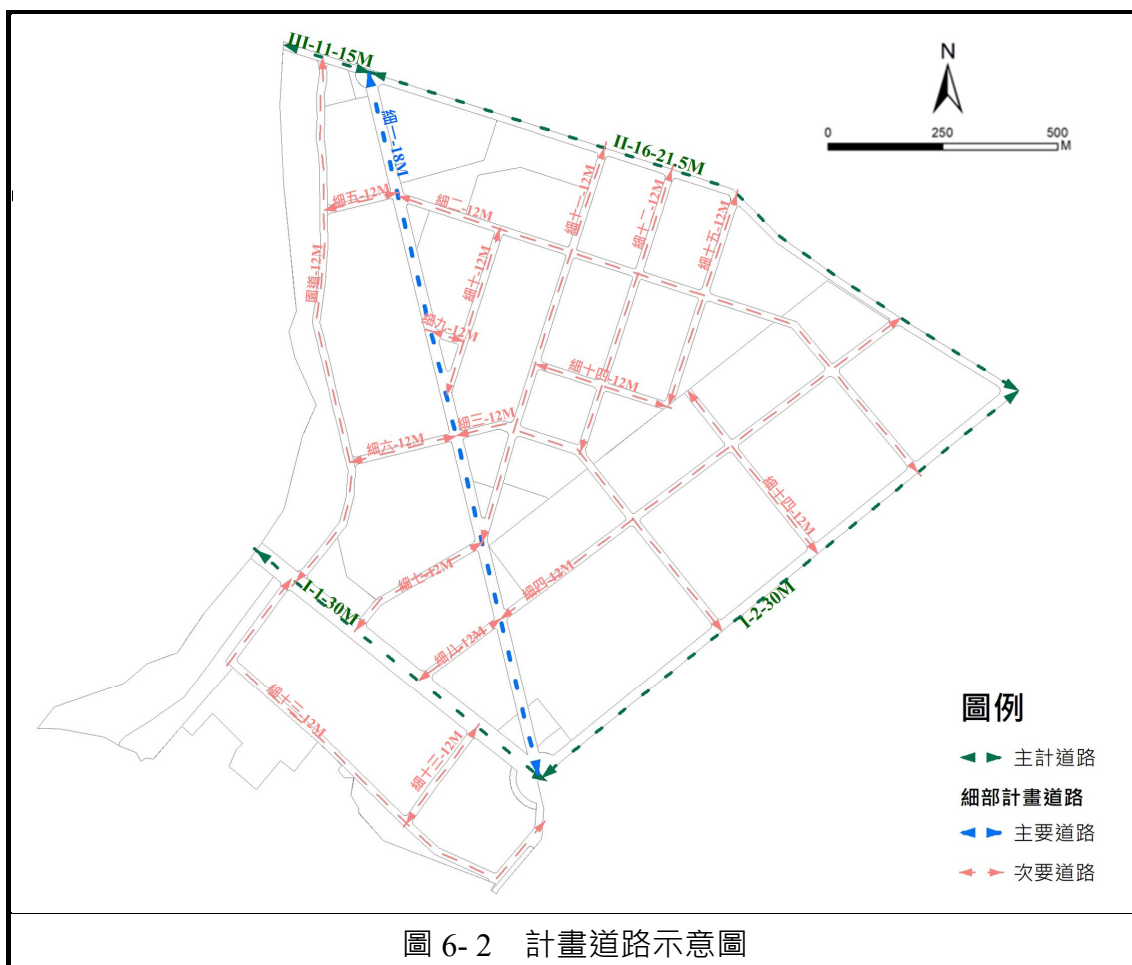 III-11-15M
N
0 250 500
M
II-16-21.5M
細一-18M
細五-12M
細二-12M
細十一-12M
細十二-12M
細十五-12M
園道-12M
細十-12M
細九-12M
細十四-12M
細三-12M
細六-12M
細十四-12M
細七-12M
細四-12M
I-1-30M
I-2-30M
細八-12M
細十三-12M
細十三-12M
圖例
主計道路
細部計畫道路
主要道路
次要道路
圖 6- 2 計畫道路示意圖